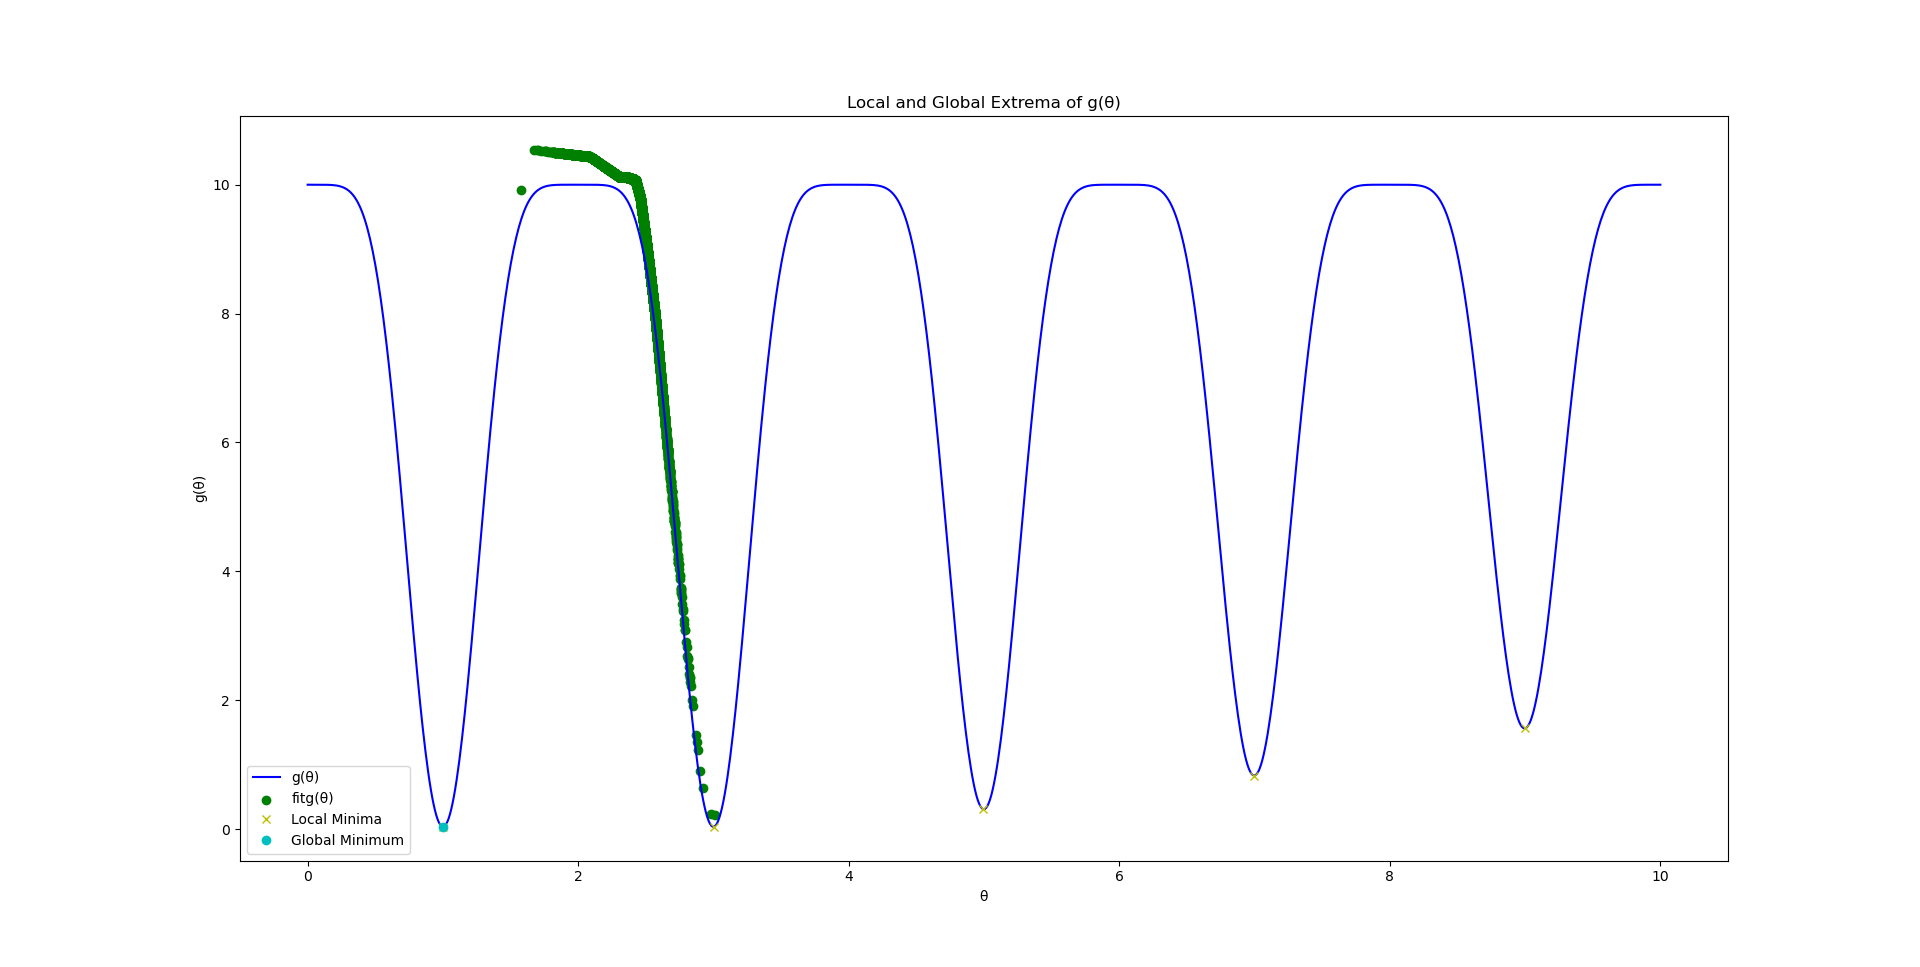 Local and Global Extrema of g(θ)
g(θ)
10
8
6
4
2
0
g(θ)
fitg(θ)
Local Minima
Global Minimum
0 2 4 6 8 10
θ